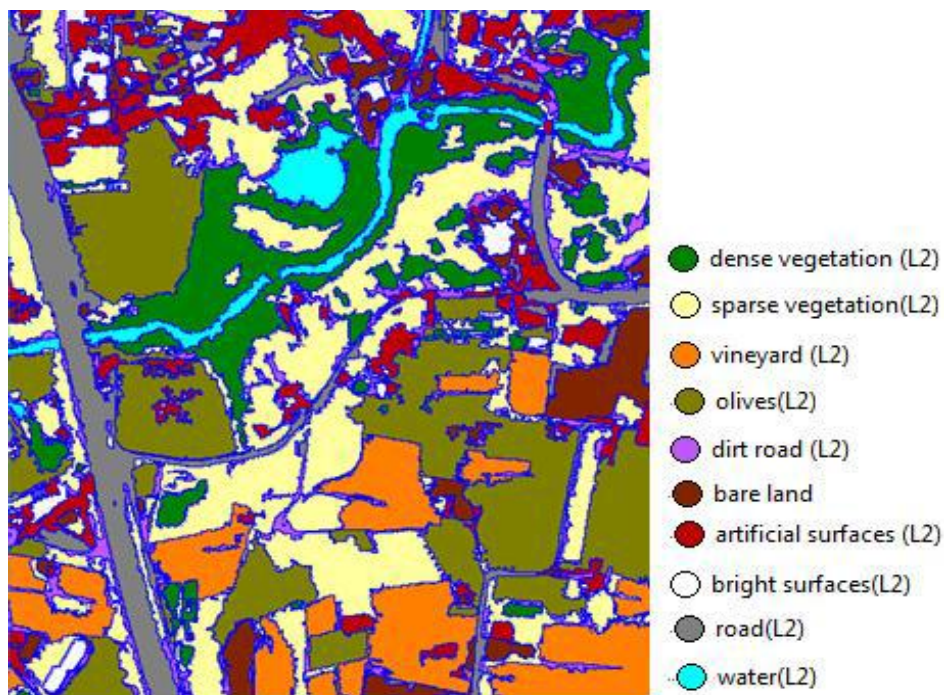 dense vegetation (L2)
sparse vegetation(L2)
vineyard (L2)
olives(L2)
dirt road (L2)
bare land
artificial surfaces (L2)
bright surfaces(L2)
road(L2)
water(L2)